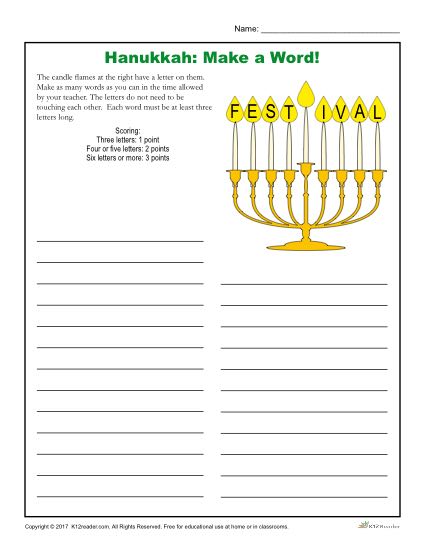 Name: ______________________________
Hanukkah: Make a Word!
The candle flames at the right have a letter on them.
Make as many words as you can in the time allowed
by your teacher. The letters do not need to be
touching each other.  Each word must be at least three
letters long.
Scoring:
Three letters: 1 point
Four or five letters: 2 points
Six letters or more: 3 points
F E S T I V A L
Copyright © 2017 K12reader.com. All Rights Reserved. Free for educational use at home or in classrooms.
K12Reader